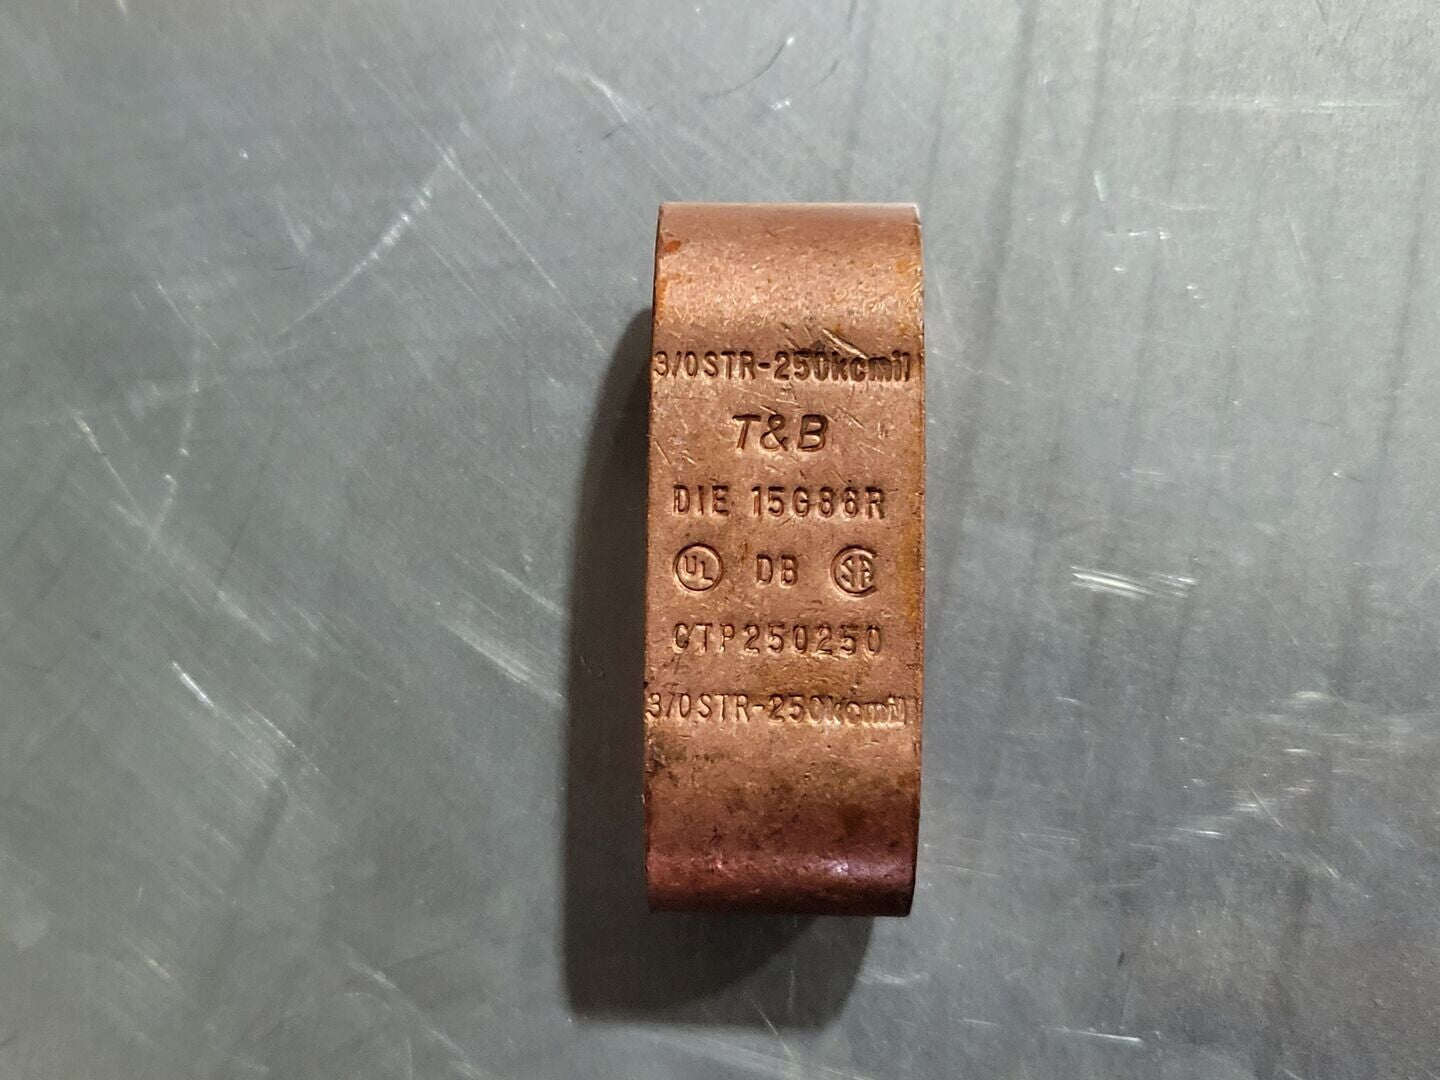 3/0STR-250kcmil
T&B
DIE 15G86R
UL DB SA
CTP250250
3/0STR-250kcmil